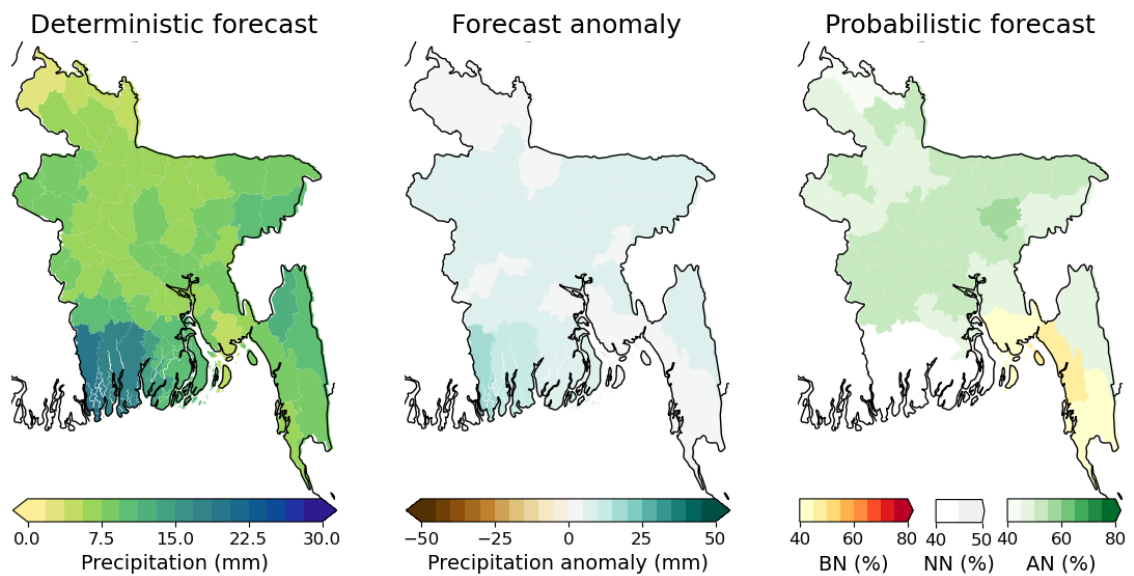 Deterministic forecast
Forecast anomaly
Probabilistic forecast
0.0 7.5 15.0 22.5 30.0
Precipitation (mm)
−50 −25 0 25 50
Precipitation anomaly (mm)
40 60 80
BN (%)
40 50
NN (%)
40 60 80
AN (%)